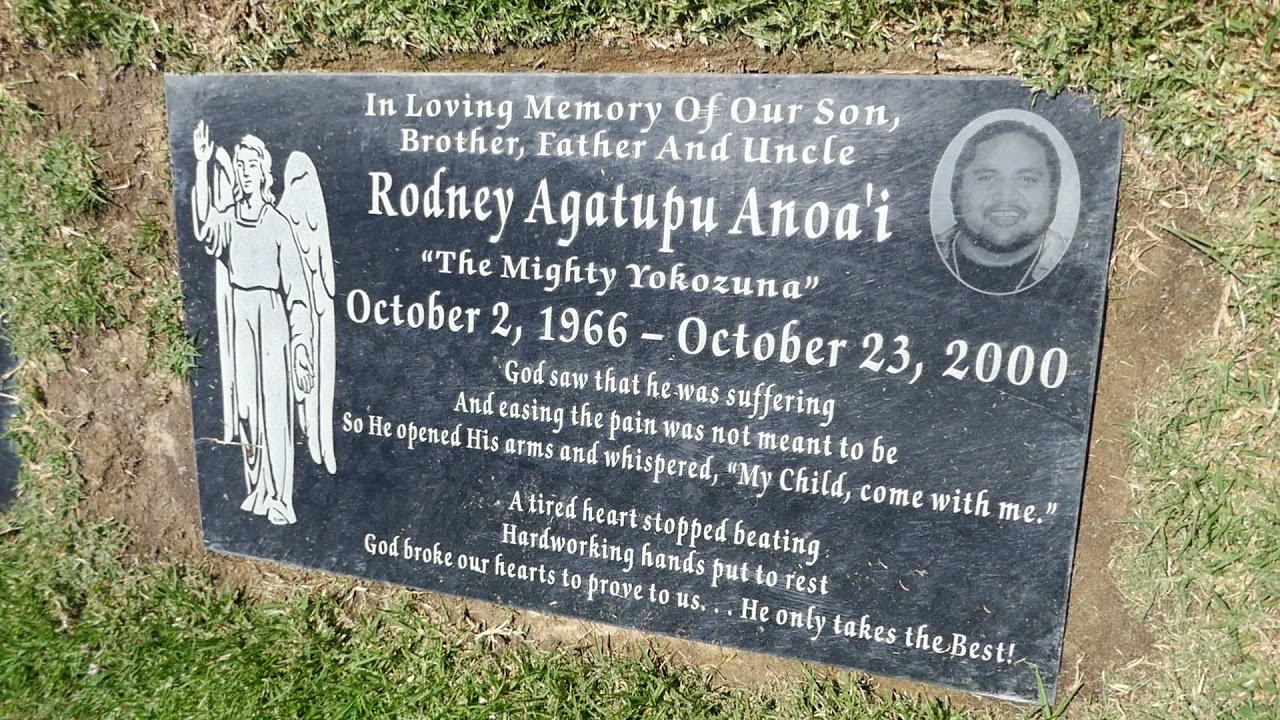 In Loving Memory Of Our Son,
Brother, Father And Uncle
Rodney Agatupu Anoa'i
“The Mighty Yokozuna”
October 2, 1966 – October 23, 2000
God saw that he was suffering
And easing the pain was not meant to be
So He opened His arms and whispered, “My Child, come with me.”
A tired heart stopped beating
Hardworking hands put to rest
God broke our hearts to prove to us. . . He only takes the Best!